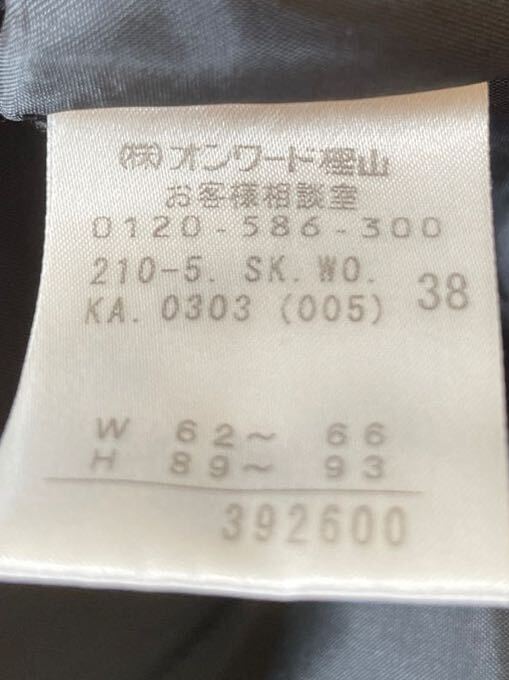 (株)オンワード樫山
お客様相談室
0120-586-300
210-5. SK. WO.
KA. 0303 (005) 38
W 62〜 66
H 89〜 93
392600